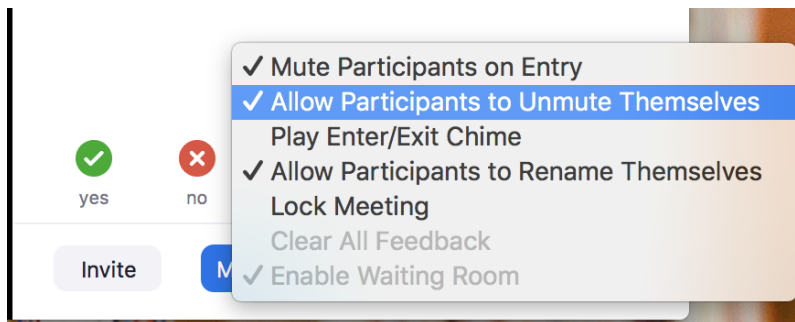 ✓ Mute Participants on Entry
✓ Allow Participants to Unmute Themselves
Play Enter/Exit Chime
✓ Allow Participants to Rename Themselves
Lock Meeting
Clear All Feedback
✓ Enable Waiting Room
yes
no
Invite
M